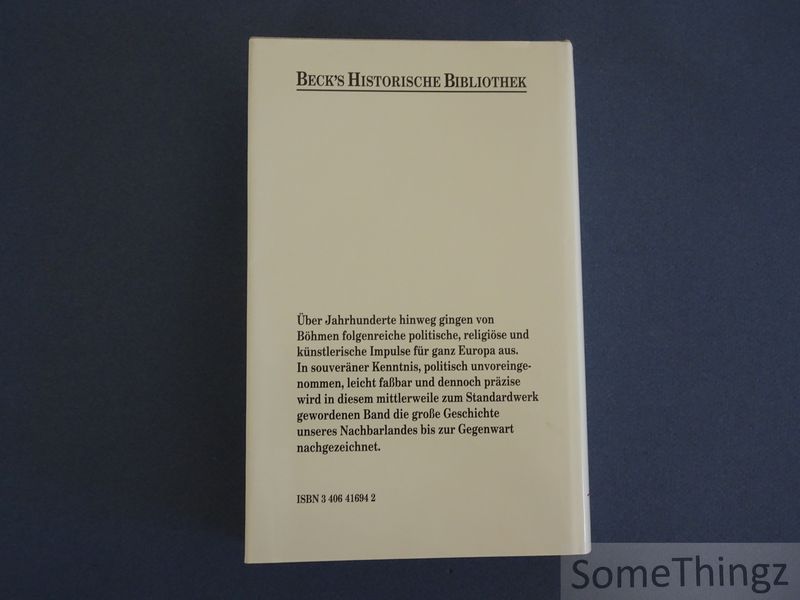 BECK'S HISTORISCHE BIBLIOTHEK
Über Jahrhunderte hinweg gingen von
Böhmen folgenreiche politische, religiöse und
künstlerische Impulse für ganz Europa aus.
In souveräner Kenntnis, politisch unvoreinge-
nommen, leicht faßbar und dennoch präzise
wird in diesem mittlerweile zum Standardwerk
gewordenen Band die große Geschichte
unseres Nachbarlandes bis zur Gegenwart
nachgezeichnet.
ISBN 3 406 41694 2
SomeThingz